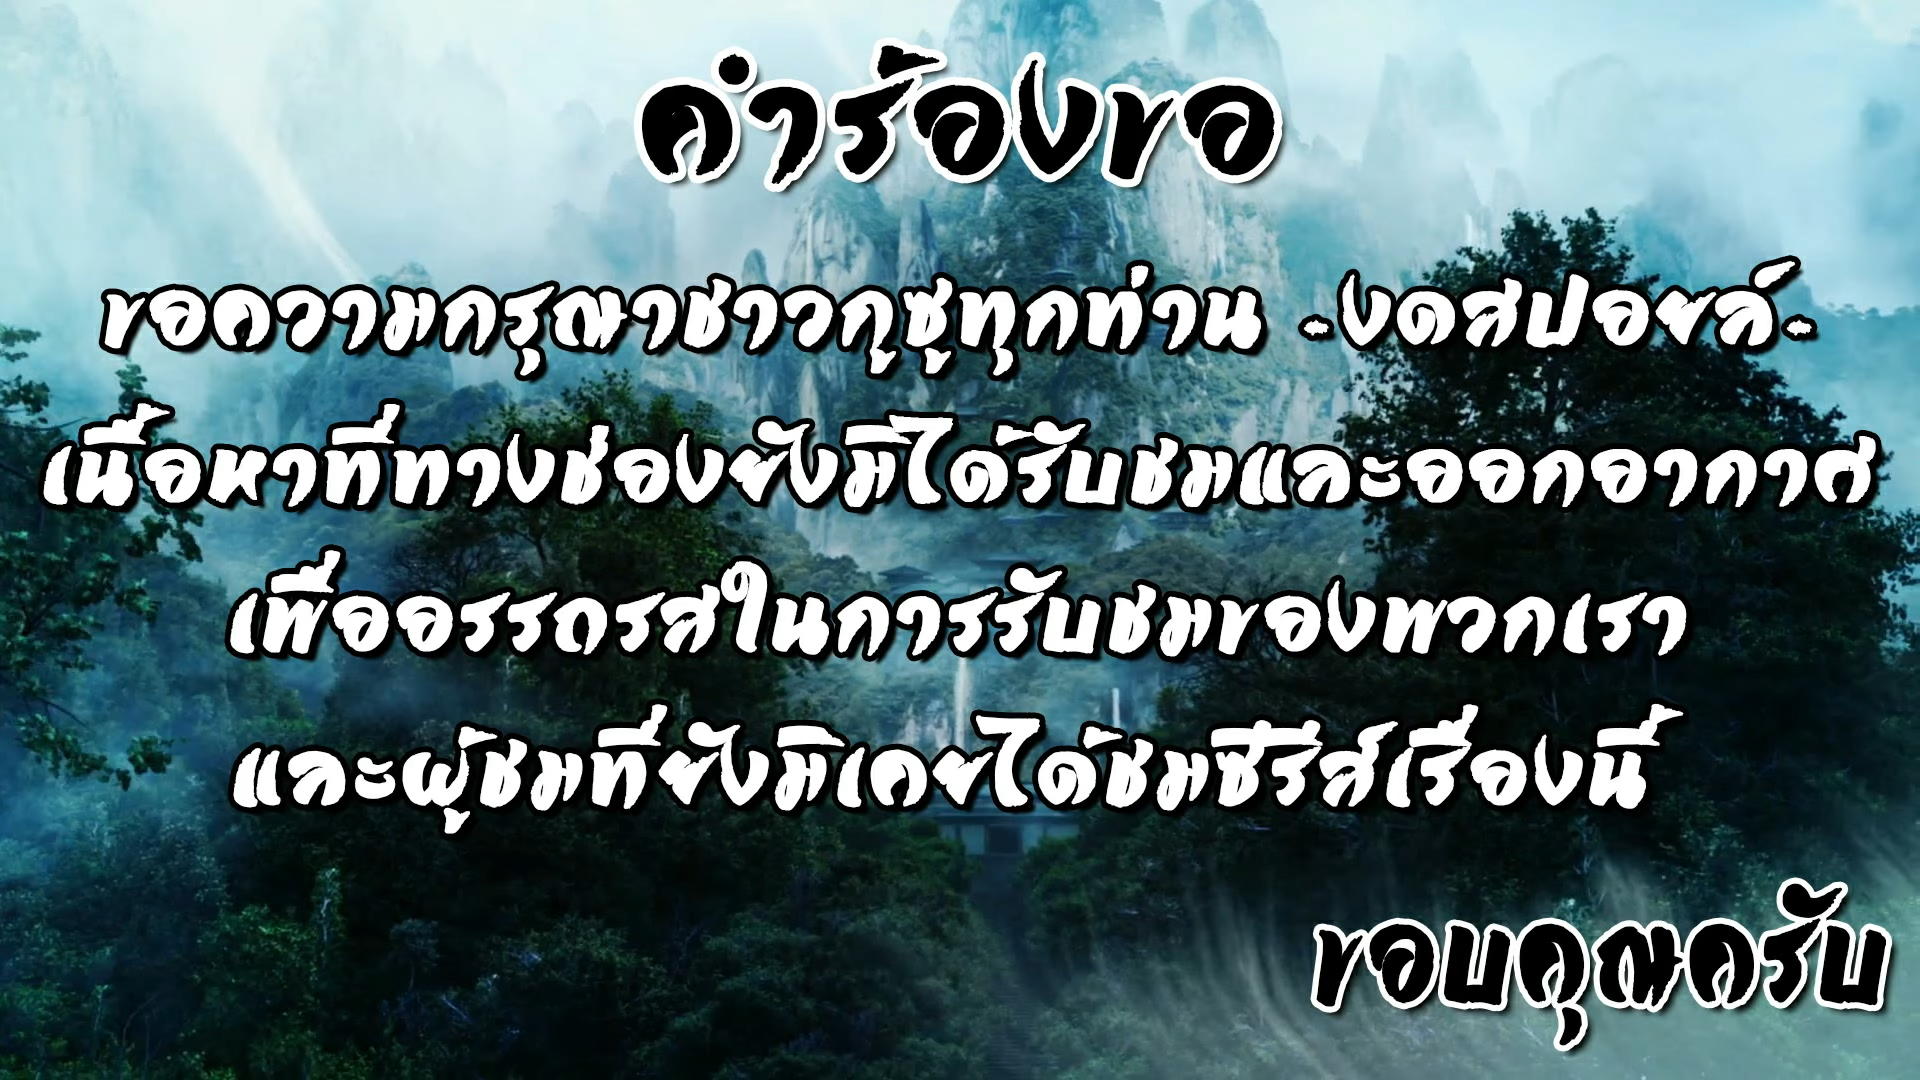 คำร้องขอ
ขอความกรุณาชาวกูซูทุกท่าน -งดสปอยล์-
เนื้อหาที่ทางช่องยังมิได้รับชมและออกอากาศ
เพื่ออรรถรสในการรับชมของพวกเรา
และผู้ชมที่ยังมิเคยได้ชมซีรีส์เรื่องนี้
ขอบคุณครับ